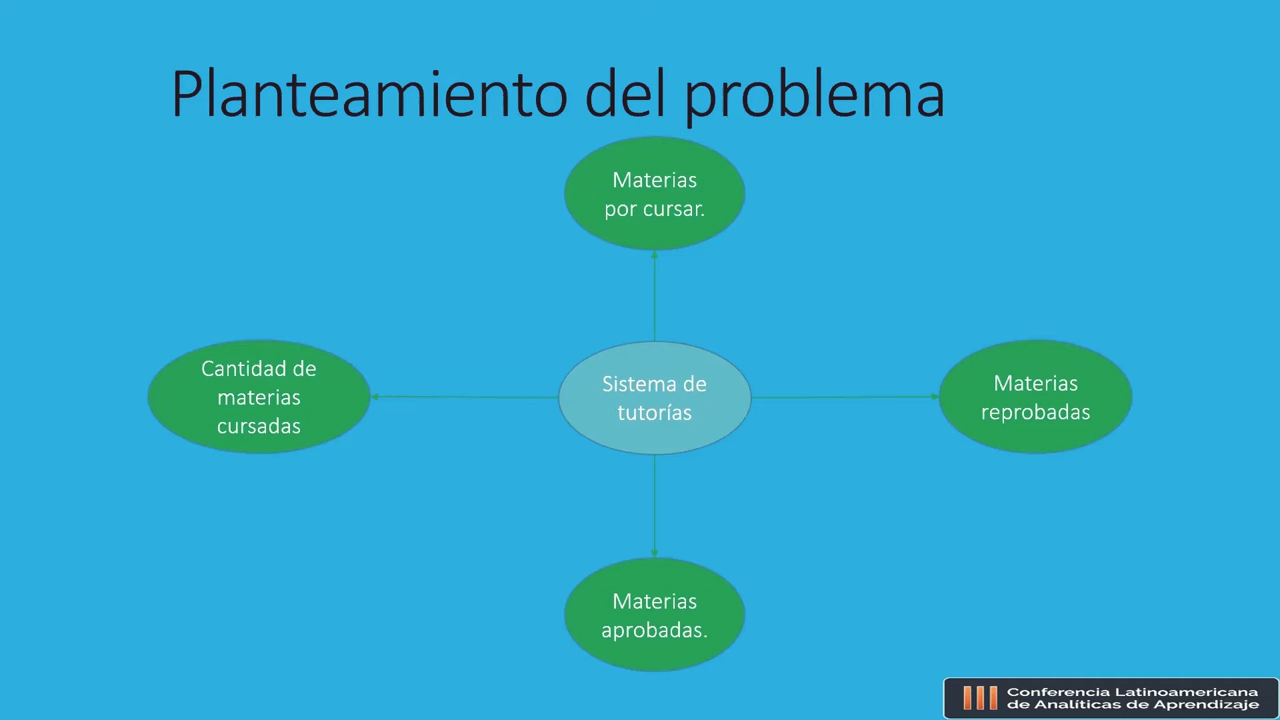 Planteamiento del problema
Materias
por cursar.
Cantidad de
materias
cursadas
Sistema de
tutorías
Materias
reprobadas
Materias
aprobadas.
III Conferencia Latinoamericana
de Analíticas de Aprendizaje